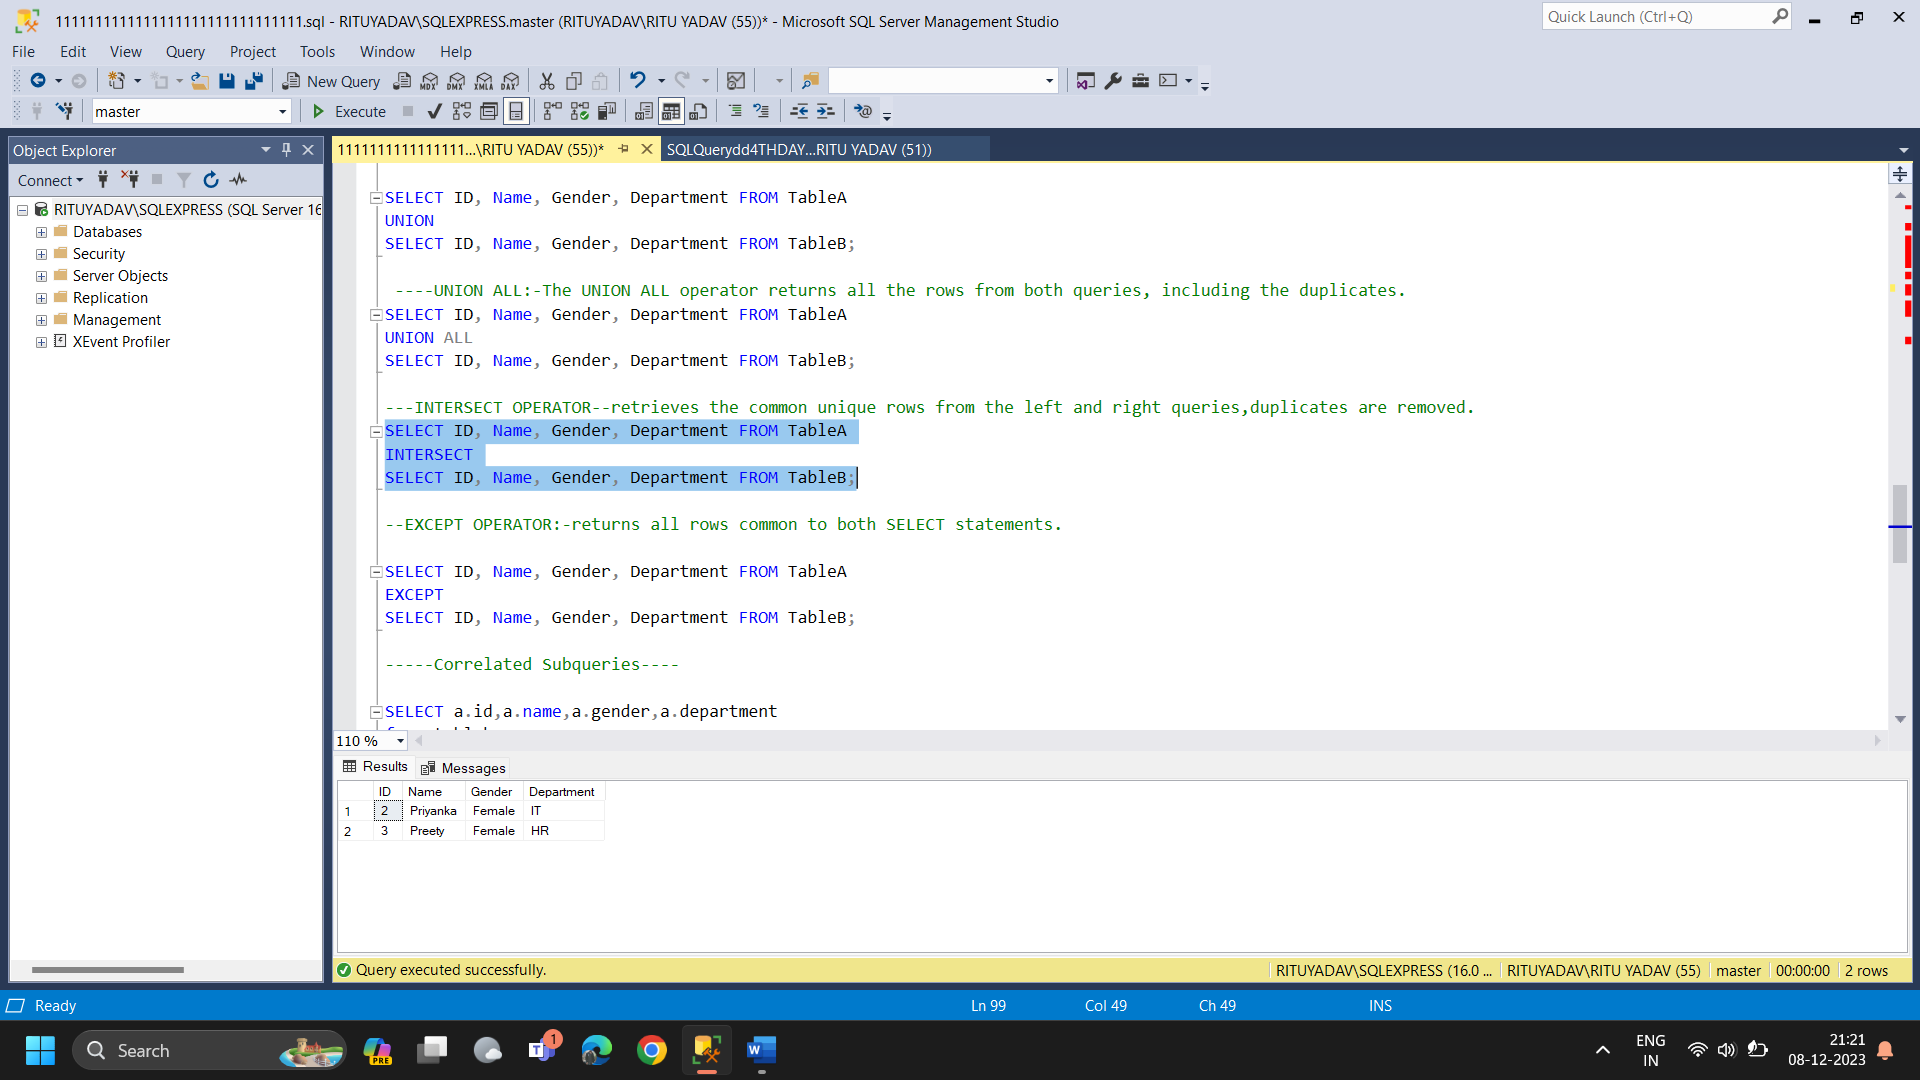 11111111111111111111111111111111.sql - RITUYADAV\SQLEXPRESS.master (RITUYADAV\RITU YADAV (55))* - Microsoft SQL Server Management Studio
Quick Launch (Ctrl+Q)
File Edit View Query Project Tools Window Help
New Query MDX DMX XMLA DAX
master Execute
Object Explorer
1111111111111111...\RITU YADAV (55))* SQLQuerydd4THDAY...RITU YADAV (51))
Connect
RITUYADAV\SQLEXPRESS (SQL Server 16
Databases
Security
Server Objects
Replication
Management
XEvent Profiler
SELECT ID, Name, Gender, Department FROM TableA
UNION
SELECT ID, Name, Gender, Department FROM TableB;
----UNION ALL:-The UNION ALL operator returns all the rows from both queries, including the duplicates.
SELECT ID, Name, Gender, Department FROM TableA
UNION ALL
SELECT ID, Name, Gender, Department FROM TableB;
---INTERSECT OPERATOR--retrieves the common unique rows from the left and right queries,duplicates are removed.
SELECT ID, Name, Gender, Department FROM TableA
INTERSECT
SELECT ID, Name, Gender, Department FROM TableB;
--EXCEPT OPERATOR:-returns all rows common to both SELECT statements.
SELECT ID, Name, Gender, Department FROM TableA
EXCEPT
SELECT ID, Name, Gender, Department FROM TableB;
-----Correlated Subqueries----
SELECT a.id,a.name,a.gender,a.department
110 %
Results Messages
ID Name Gender Department
1 2 Priyanka Female IT
2 3 Preety Female HR
Query executed successfully.
RITUYADAV\SQLEXPRESS (16.0 ... RITUYADAV\RITU YADAV (55) master 00:00:00 2 rows
Ready Ln 99 Col 49 Ch 49 INS
Search
PRE
1
ENG
IN
21:21
08-12-2023